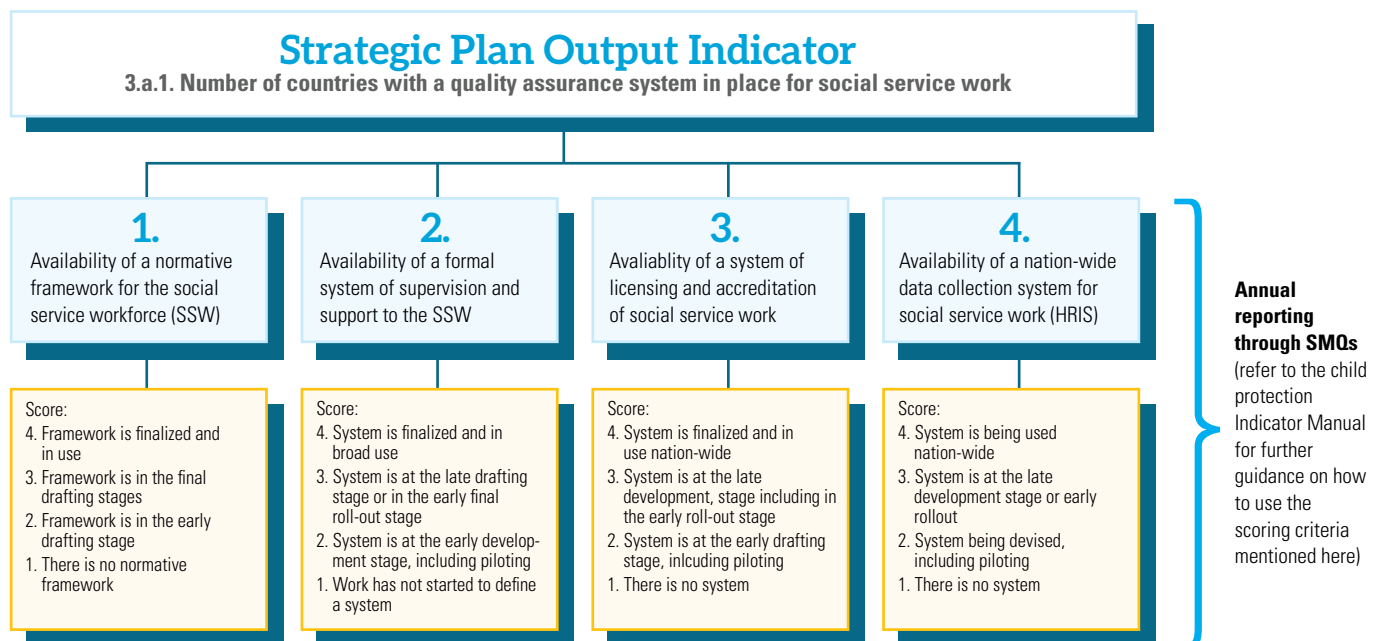 Strategic Plan Output Indicator
3.a.1. Number of countries with a quality assurance system in place for social service work
1.
Availability of a normative
framework for the social
service workforce (SSW)
2.
Availability of a formal
system of supervision and
support to the SSW
3.
Avaliablity of a system of
licensing and accreditation
of social service work
4.
Availability of a nation-wide
data collection system for
social service work (HRIS)
Score:
4. Framework is finalized and
in use
3. Framework is in the final
drafting stages
2. Framework is in the early
drafting stage
1. There is no normative
framework
Score:
4. System is finalized and in
broad use
3. System is at the late drafting
stage or in the early final
roll-out stage
2. System is at the early develop-
ment stage, including piloting
1. Work has not started to define
a system
Score:
4. System is finalized and in
use nation-wide
3. System is at the late
development, stage including in
the early roll-out stage
2. System is at the early drafting
stage, inlcuding piloting
1. There is no system
Score:
4. System is being used
nation-wide
3. System is at the late
development stage or early
rollout
2. System being devised,
including piloting
1. There is no system
Annual
reporting
through SMQs
(refer to the child
protection
Indicator Manual
for further
guidance on how
to use the
scoring criteria
mentioned here)